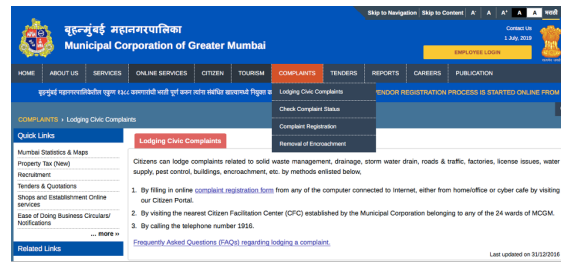 Skip to Navigation Skip to Content A- A A+ A A मराठी
बृहन्मुंबई महानगरपालिका
Municipal Corporation of Greater Mumbai
Contact Us
1 July, 2019
EMPLOYEE LOGIN
HOME ABOUT US SERVICES ONLINE SERVICES CITIZEN TOURISM COMPLAINTS TENDERS REPORTS CAREERS PUBLICATION
Lodging Civic Complaints
Check Complaint Status
Complaint Registration
Removal of Encroachment
VENDOR REGISTRATION PROCESS IS STARTED ONLINE FROM
COMPLAINTS › Lodging Civic Complaints
Quick Links
Mumbai Statistics & Maps
Property Tax (New)
Recruitment
Tenders & Quotations
Shops and Establishment Online
services
Ease of Doing Business Circulars/
Notifications
... more ››
Related Links
Lodging Civic Complaints
Citizens can lodge complaints related to solid waste management, drainage, storm water drain, roads & traffic, factories, license issues, water
supply, pest control, buildings, encroachment, etc. by methods enlisted below,
1. By filling in online complaint registration form from any of the computer connected to Internet, either from home/office or cyber cafe by visiting
our Citizen Portal.
2. By visiting the nearest Citizen Facilitation Center (CFC) established by the Municipal Corporation belonging to any of the 24 wards of MCGM.
3. By calling the telephone number 1916.
Frequently Asked Questions (FAQs) regarding lodging a complaint.
Last updated on 31/12/2016